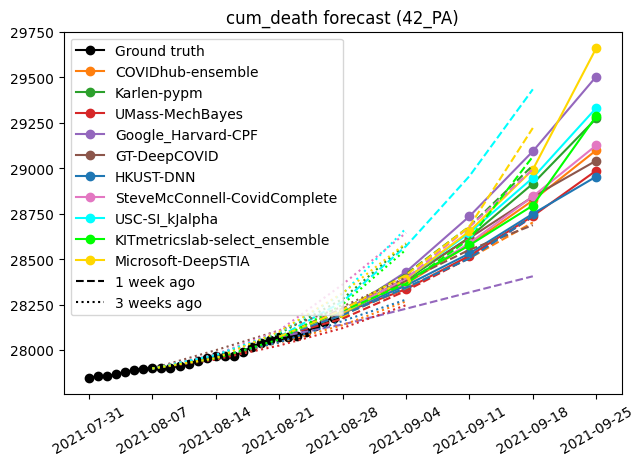 cum_death forecast (42_PA)
29750
29500
29250
29000
28750
28500
28250
28000
Ground truth
COVIDhub-ensemble
Karlen-pypm
UMass-MechBayes
Google_Harvard-CPF
GT-DeepCOVID
HKUST-DNN
SteveMcConnell-CovidComplete
USC-SI_kJalpha
KITmetricslab-select_ensemble
Microsoft-DeepSTIA
1 week ago
3 weeks ago
2021-07-31
2021-08-07
2021-08-14
2021-08-21
2021-08-28
2021-09-04
2021-09-11
2021-09-18
2021-09-25